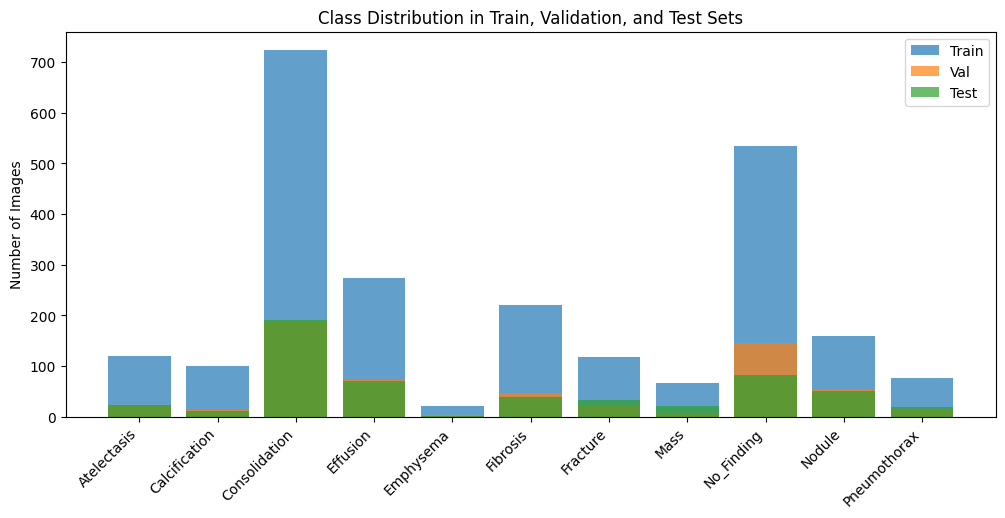 Class Distribution in Train, Validation, and Test Sets
Train
Val
Test
Number of Images
700
600
500
400
300
200
100
0
Atelectasis
Calcification
Consolidation
Effusion
Emphysema
Fibrosis
Fracture
Mass
No_Finding
Nodule
Pneumothorax